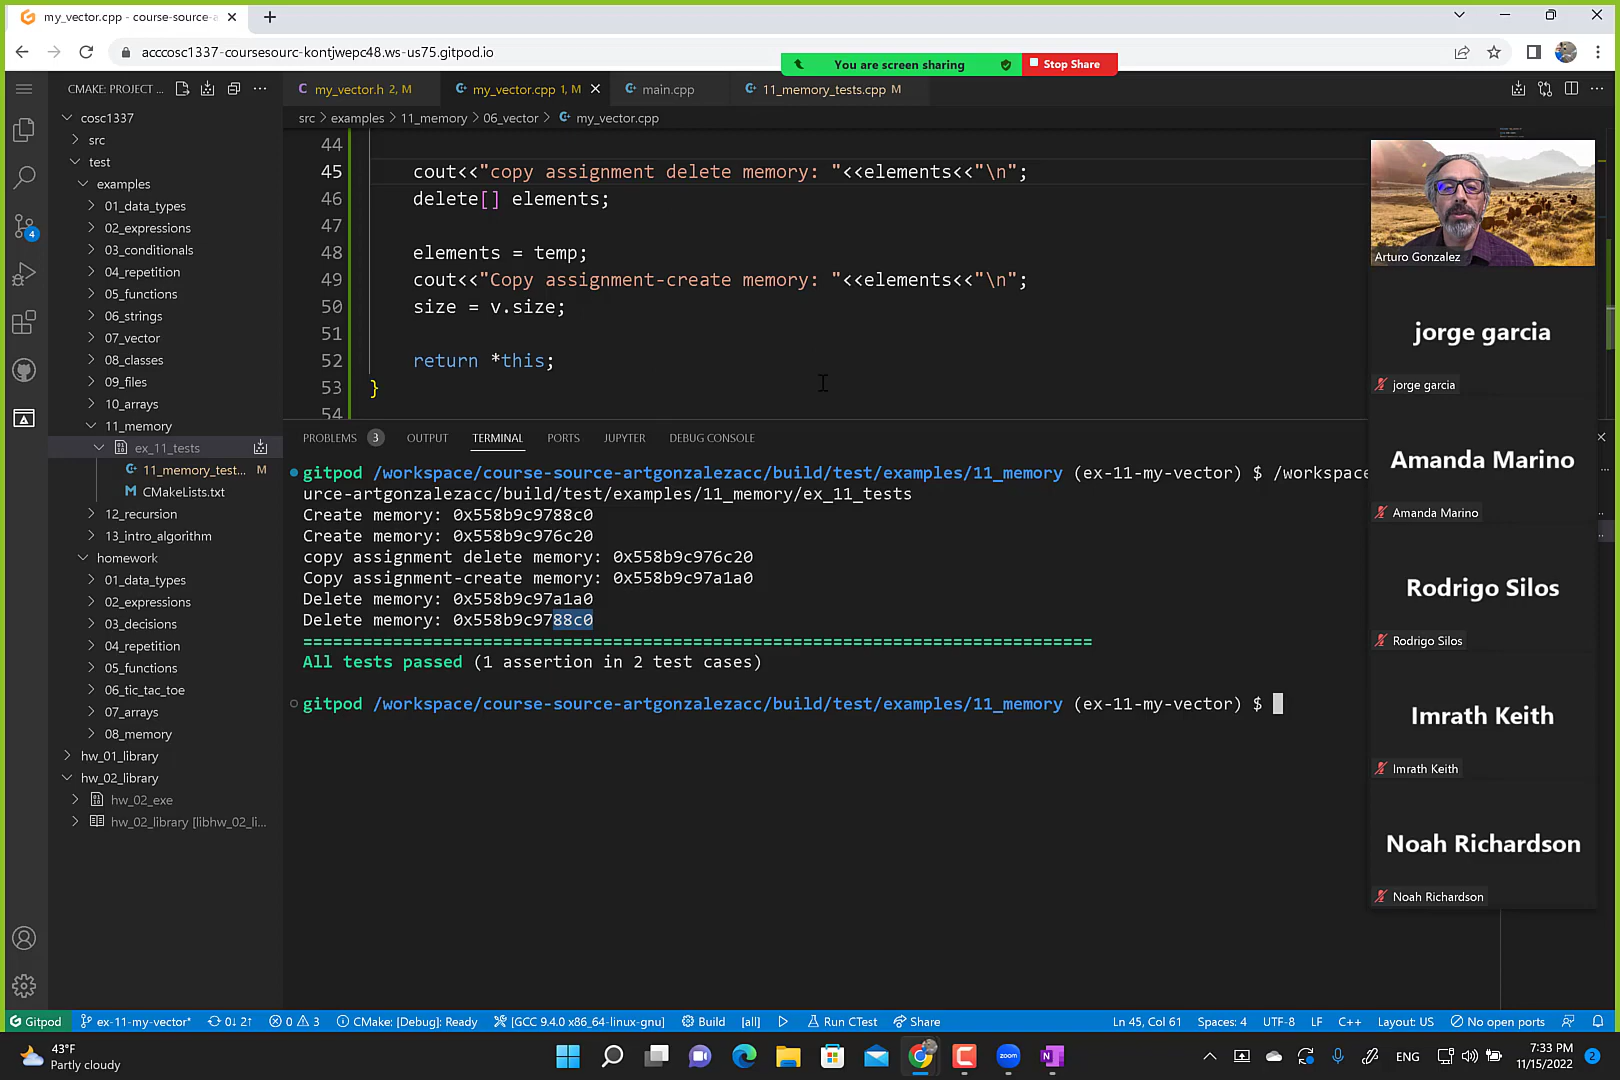 my_vector.cpp - course-source-a
acccosc1337-coursesourc-kontjwepc48.ws-us75.gitpod.io
You are screen sharing
Stop Share
CMAKE: PROJECT ...
my_vector.h 2, M
my_vector.cpp 1, M
main.cpp
11_memory_tests.cpp M
src > examples > 11_memory > 06_vector > my_vector.cpp
cosc1337
src
test
examples
01_data_types
02_expressions
03_conditionals
04_repetition
05_functions
06_strings
07_vector
08_classes
09_files
10_arrays
11_memory
ex_11_tests
11_memory_test... M
CMakeLists.txt
12_recursion
13_intro_algorithm
homework
01_data_types
02_expressions
03_decisions
04_repetition
05_functions
06_tic_tac_toe
07_arrays
08_memory
hw_01_library
hw_02_library
hw_02_exe
hw_02_library [libhw_02_li...
4
44
45 cout<<"copy assignment delete memory: "<<elements<<"\n";
46 delete[] elements;
47
48 elements = temp;
49 cout<<"Copy assignment-create memory: "<<elements<<"\n";
50 size = v.size;
51
52 return *this;
53 }
54
PROBLEMS 3 OUTPUT TERMINAL PORTS JUPYTER DEBUG CONSOLE
gitpod /workspace/course-source-artgonzalezacc/build/test/examples/11_memory (ex-11-my-vector) $ /workspace
urce-artgonzalezacc/build/test/examples/11_memory/ex_11_tests
Create memory: 0x558b9c9788c0
Create memory: 0x558b9c976c20
copy assignment delete memory: 0x558b9c976c20
Copy assignment-create memory: 0x558b9c97a1a0
Delete memory: 0x558b9c97a1a0
Delete memory: 0x558b9c9788c0
===============================================================================
All tests passed (1 assertion in 2 test cases)
gitpod /workspace/course-source-artgonzalezacc/build/test/examples/11_memory (ex-11-my-vector) $
Arturo Gonzalez
jorge garcia
jorge garcia
Amanda Marino
Amanda Marino
Rodrigo Silos
Rodrigo Silos
Imrath Keith
Imrath Keith
Noah Richardson
Noah Richardson
Gitpod ex-11-my-vector* 0↓ 2↑ 0 3 CMake: [Debug]: Ready [GCC 9.4.0 x86_64-linux-gnu] Build [all] Run CTest Share Ln 45, Col 61 Spaces: 4 UTF-8 LF C++ Layout: US No open ports
43°F
Partly cloudy
zoom
N
ENG
7:33 PM
11/15/2022
2